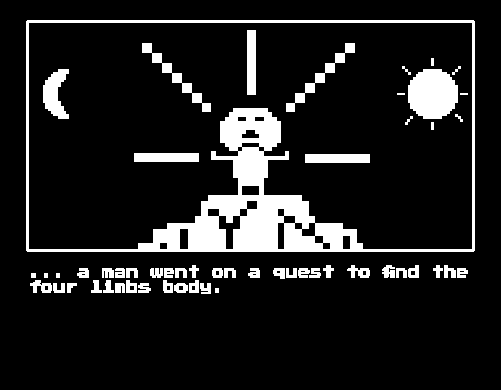 ... a man went on a quest to find the
four limbs body.